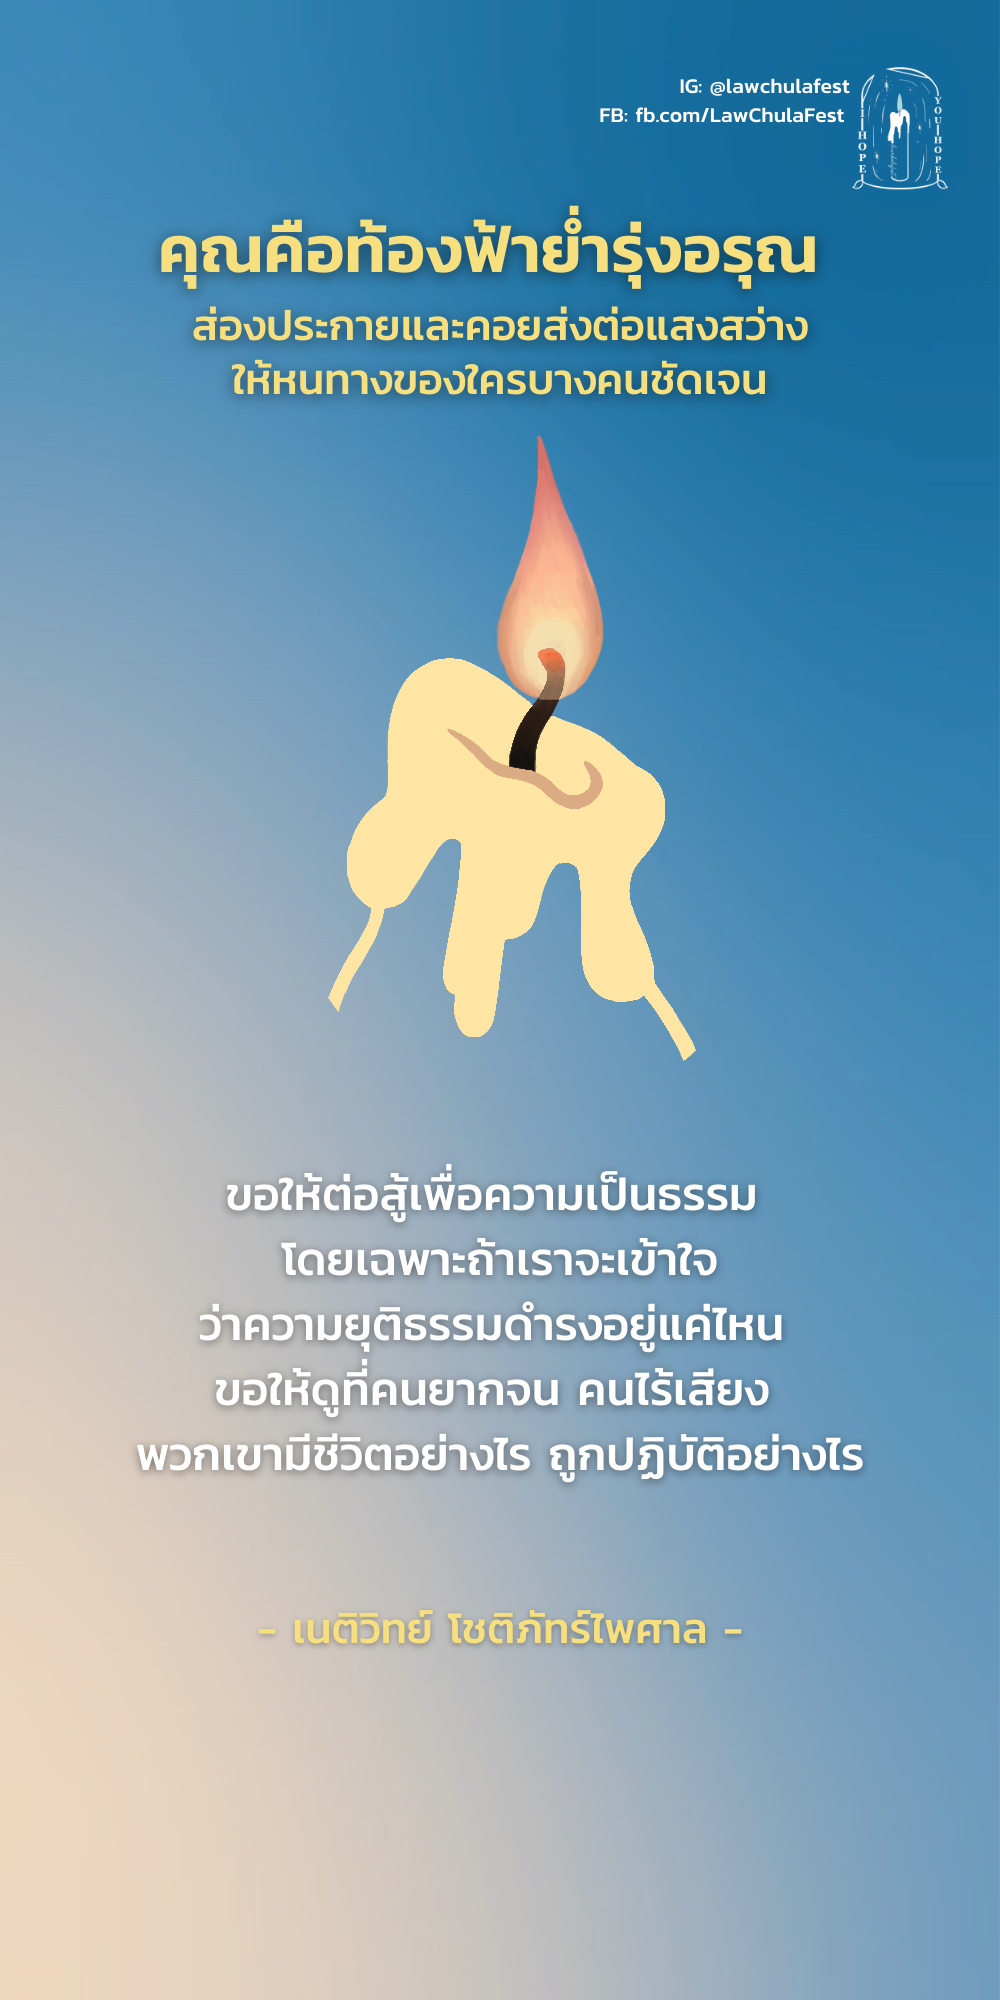 IG: @lawchulafest
FB: fb.com/LawChulaFest
I HOPE
YOU HOPE
คุณคือท้องฟ้าย่ำรุ่งอรุณ
ส่องประกายและคอยส่งต่อแสงสว่าง
ให้หนทางของใครบางคนชัดเจน
ขอให้ต่อสู้เพื่อความเป็นธรรม
โดยเฉพาะถ้าเราจะเข้าใจ
ว่าความยุติธรรมดำรงอยู่แค่ไหน
ขอให้ดูที่คนยากจน คนไร้เสียง
พวกเขามีชีวิตอย่างไร ถูกปฏิบัติอย่างไร
- เนติวิทย์ โชติภัทร์ไพศาล -